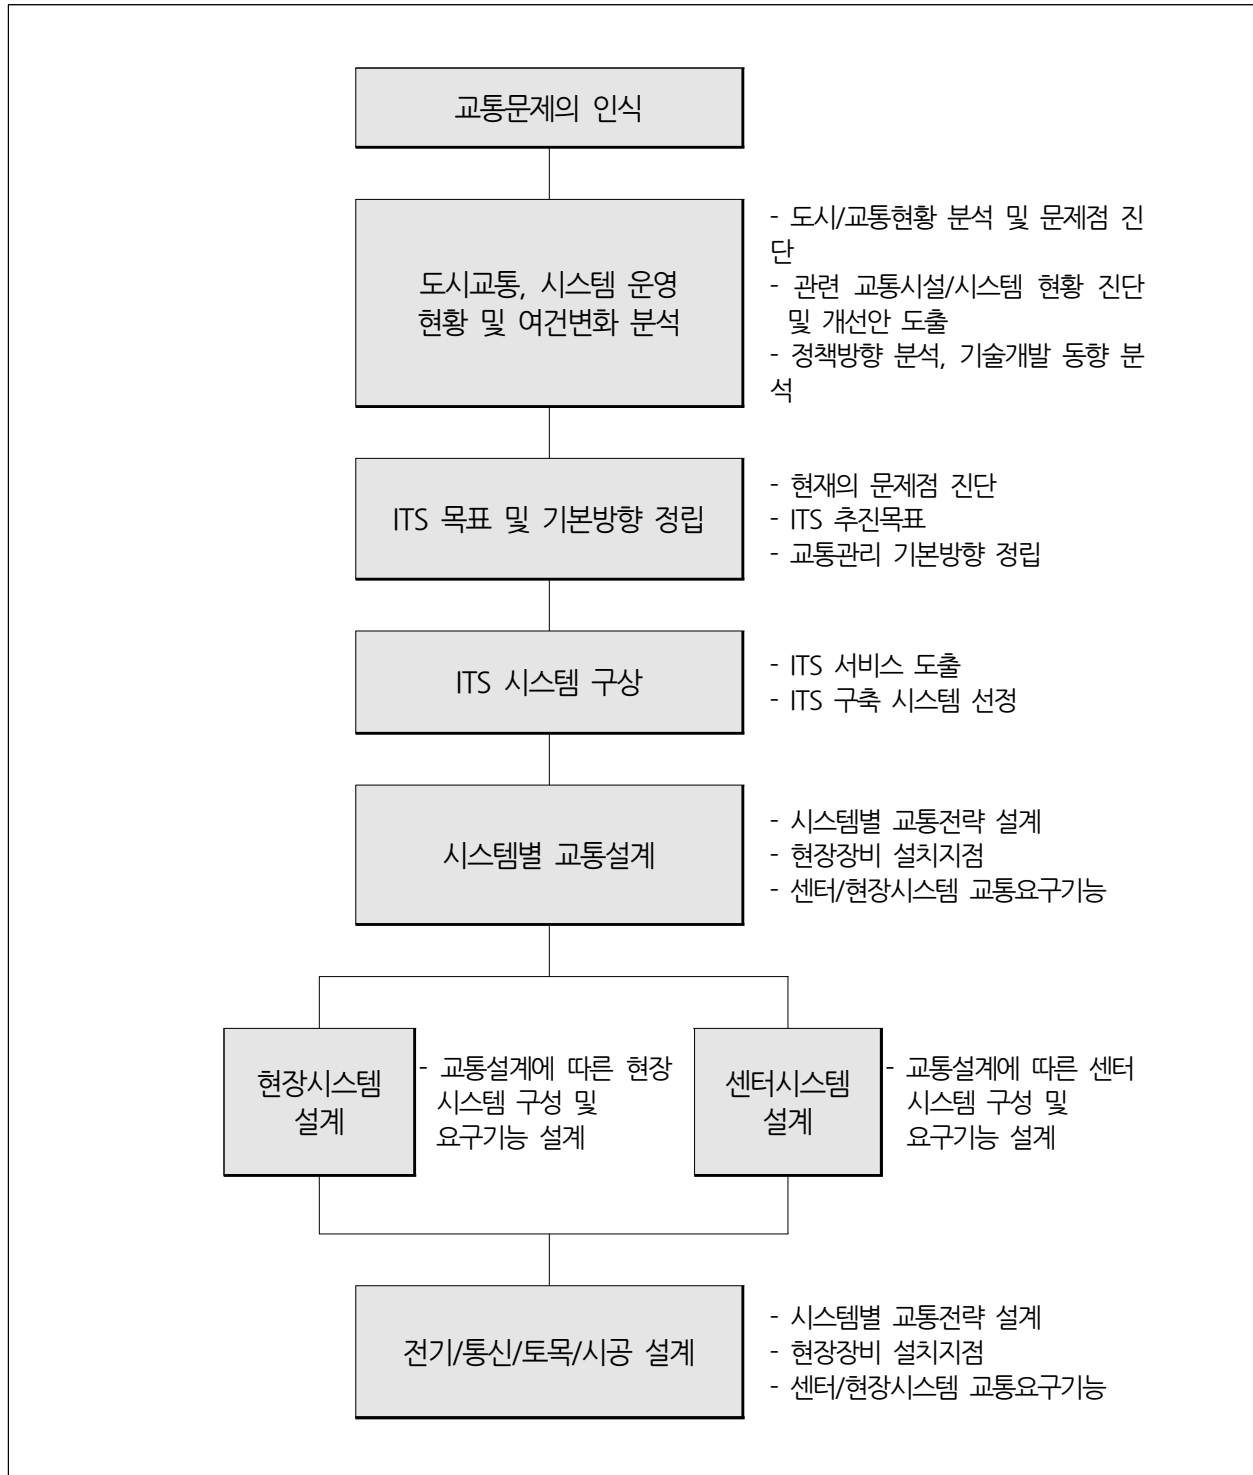 교통문제의 인식
도시교통, 시스템 운영
현황 및 여건변화 분석
- 도시/교통현황 분석 및 문제점 진
단
- 관련 교통시설/시스템 현황 진단
및 개선안 도출
- 정책방향 분석, 기술개발 동향 분
석
ITS 목표 및 기본방향 정립
- 현재의 문제점 진단
- ITS 추진목표
- 교통관리 기본방향 정립
ITS 시스템 구상
- ITS 서비스 도출
- ITS 구축 시스템 선정
시스템별 교통설계
- 시스템별 교통전략 설계
- 현장장비 설치지점
- 센터/현장시스템 교통요구기능
현장시스템
설계
- 교통설계에 따른 현장
시스템 구성 및
요구기능 설계
센터시스템
설계
- 교통설계에 따른 센터
시스템 구성 및
요구기능 설계
전기/통신/토목/시공 설계
- 시스템별 교통전략 설계
- 현장장비 설치지점
- 센터/현장시스템 교통요구기능